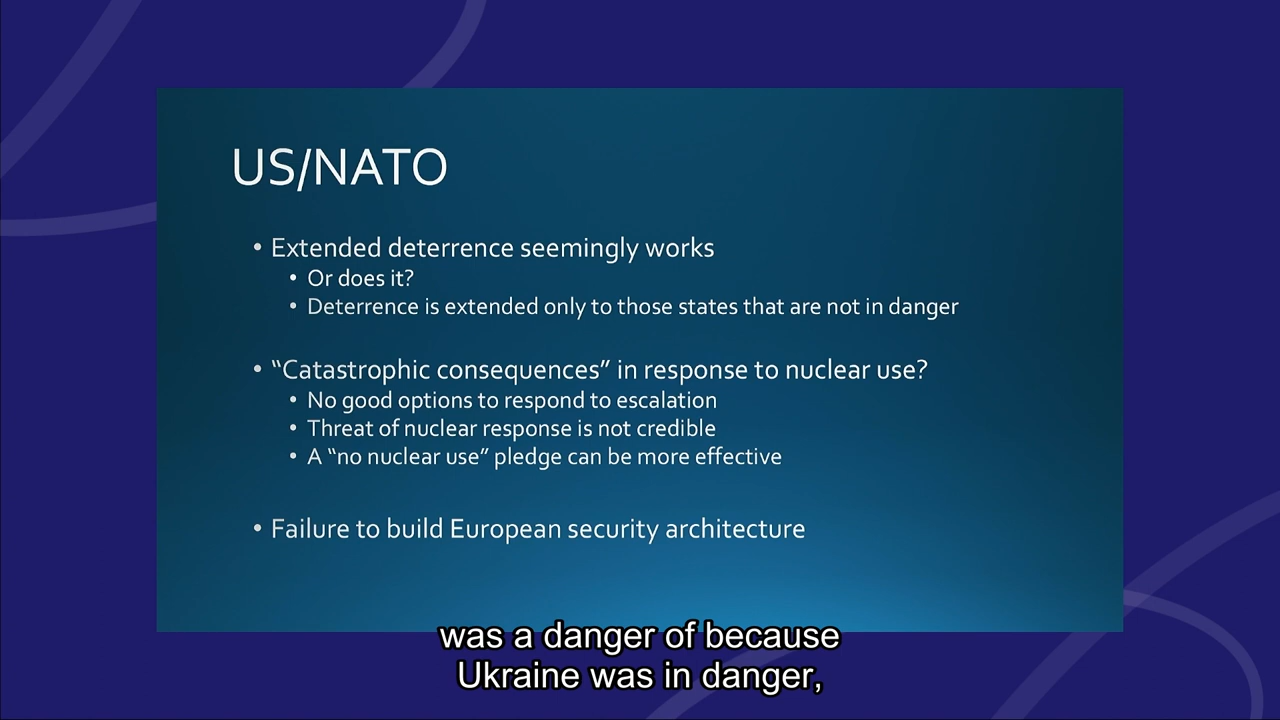 US/NATO
• Extended deterrence seemingly works
• Or does it?
• Deterrence is extended only to those states that are not in danger
• “Catastrophic consequences” in response to nuclear use?
• No good options to respond to escalation
• Threat of nuclear response is not credible
• A “no nuclear use” pledge can be more effective
• Failure to build European security architecture
was a danger of because
Ukraine was in danger,